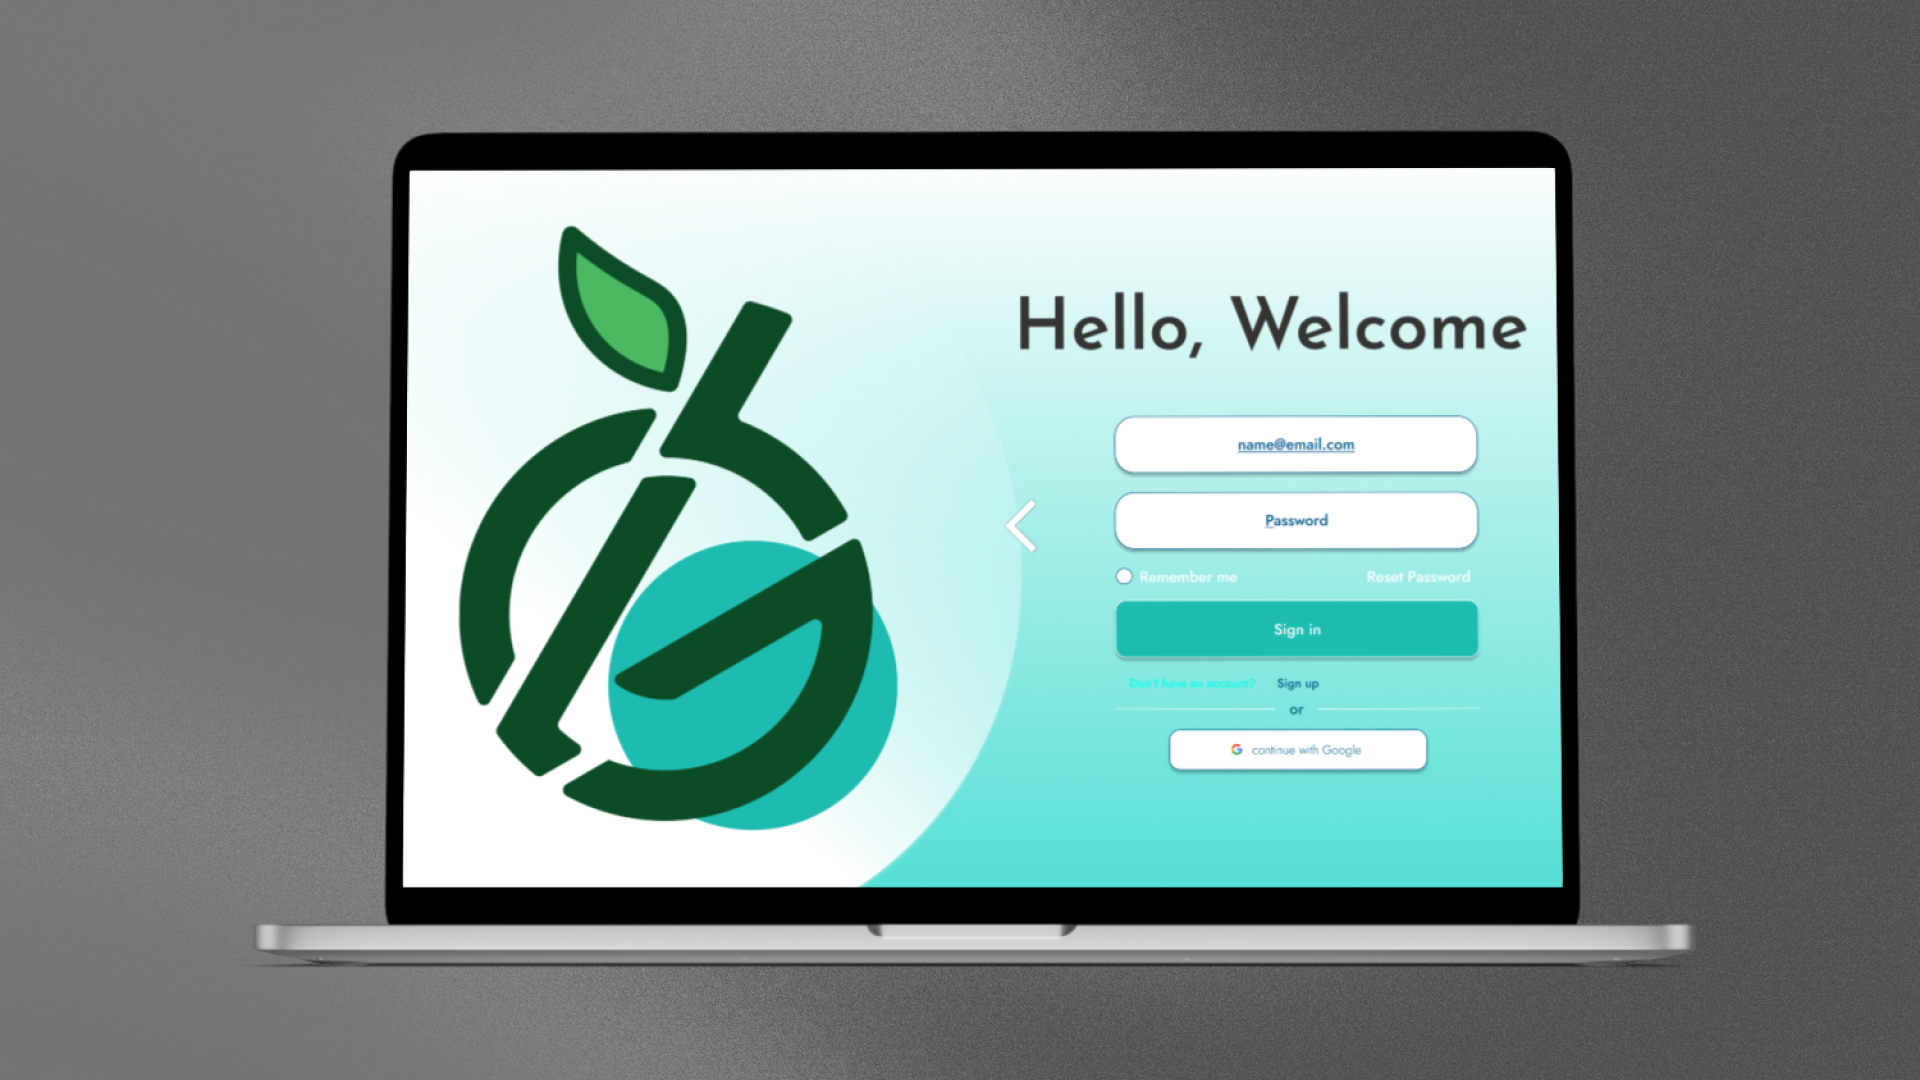 Hello, Welcome
name@email.com
Password
Remember me
Reset Password
Sign in
Don't have an account? Sign up
or
continue with Google